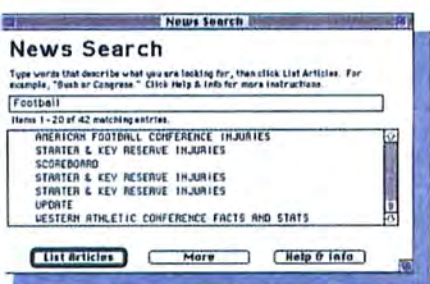 News Search
News Search
Type words that describe what you are looking for, then click List Articles. For
example, "Bush or Congress." Click Help & Info for more instructions.
Football
Items 1-20 of 42 matching entries.
AMERICAN FOOTBALL CONFERENCE INJURIES
STARTER & KEY RESERVE INJURIES
SCOREBOARD
STARTER & KEY RESERVE INJURIES
STARTER & KEY RESERVE INJURIES
UPDATE
WESTERN ATHLETIC CONFERENCE FACTS AND STATS
List Articles More Help & Info